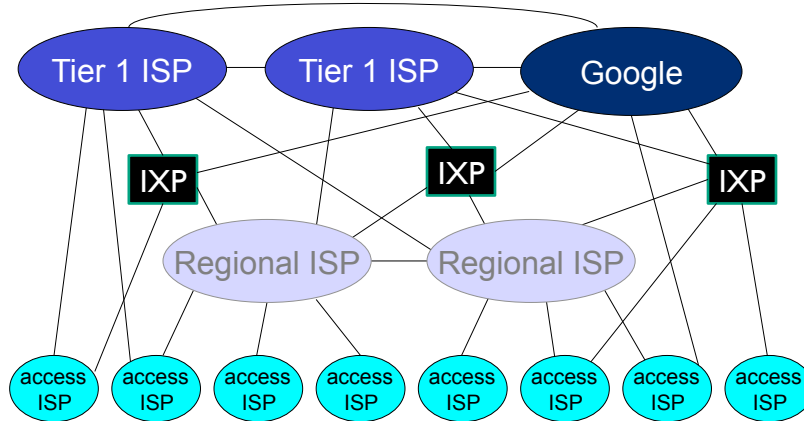 Tier 1 ISP
Tier 1 ISP
Google
IXP
IXP
IXP
Regional ISP
Regional ISP
access
ISP
access
ISP
access
ISP
access
ISP
access
ISP
access
ISP
access
ISP
access
ISP